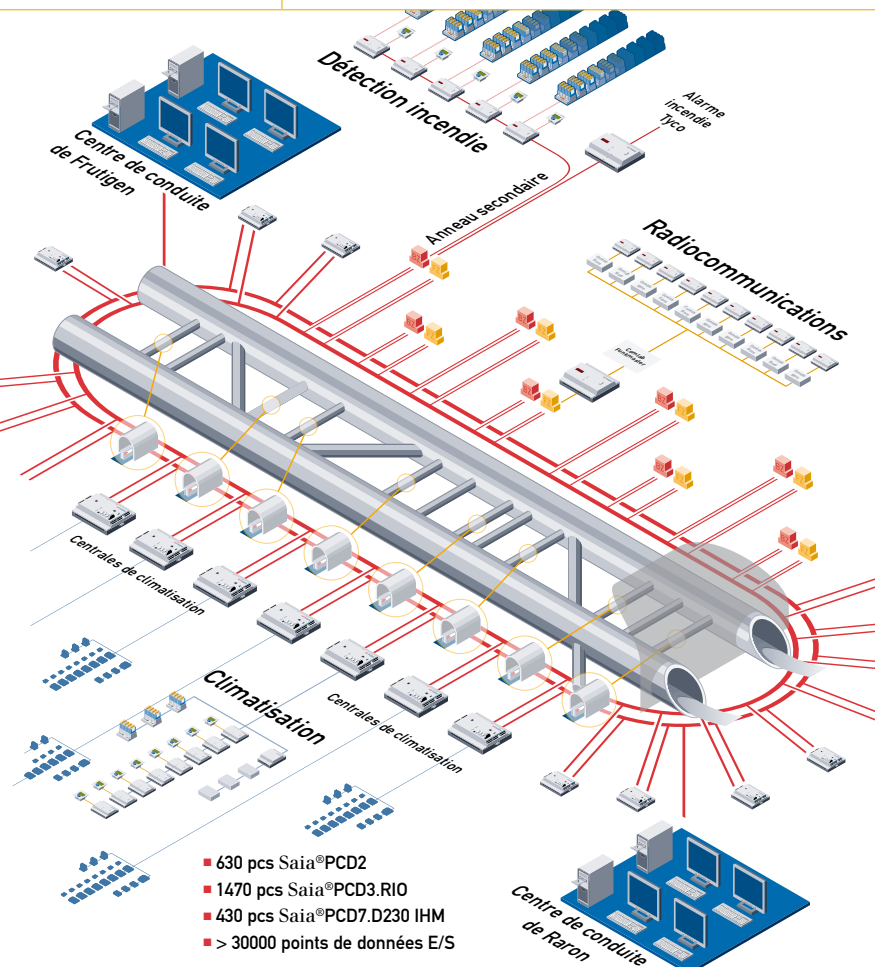 Détection incendie
Alarme
incendie
Tyco
Centre de conduite
de Frutigen
Anneau secondaire
Radiocommunications
Centrales de climatisation
Climatisation
Centrales de climatisation
630 pcs Saia®PCD2
1470 pcs Saia®PCD3.RIO
430 pcs Saia®PCD7.D230 IHM
> 30000 points de données E/S
Centre de conduite
de Raron